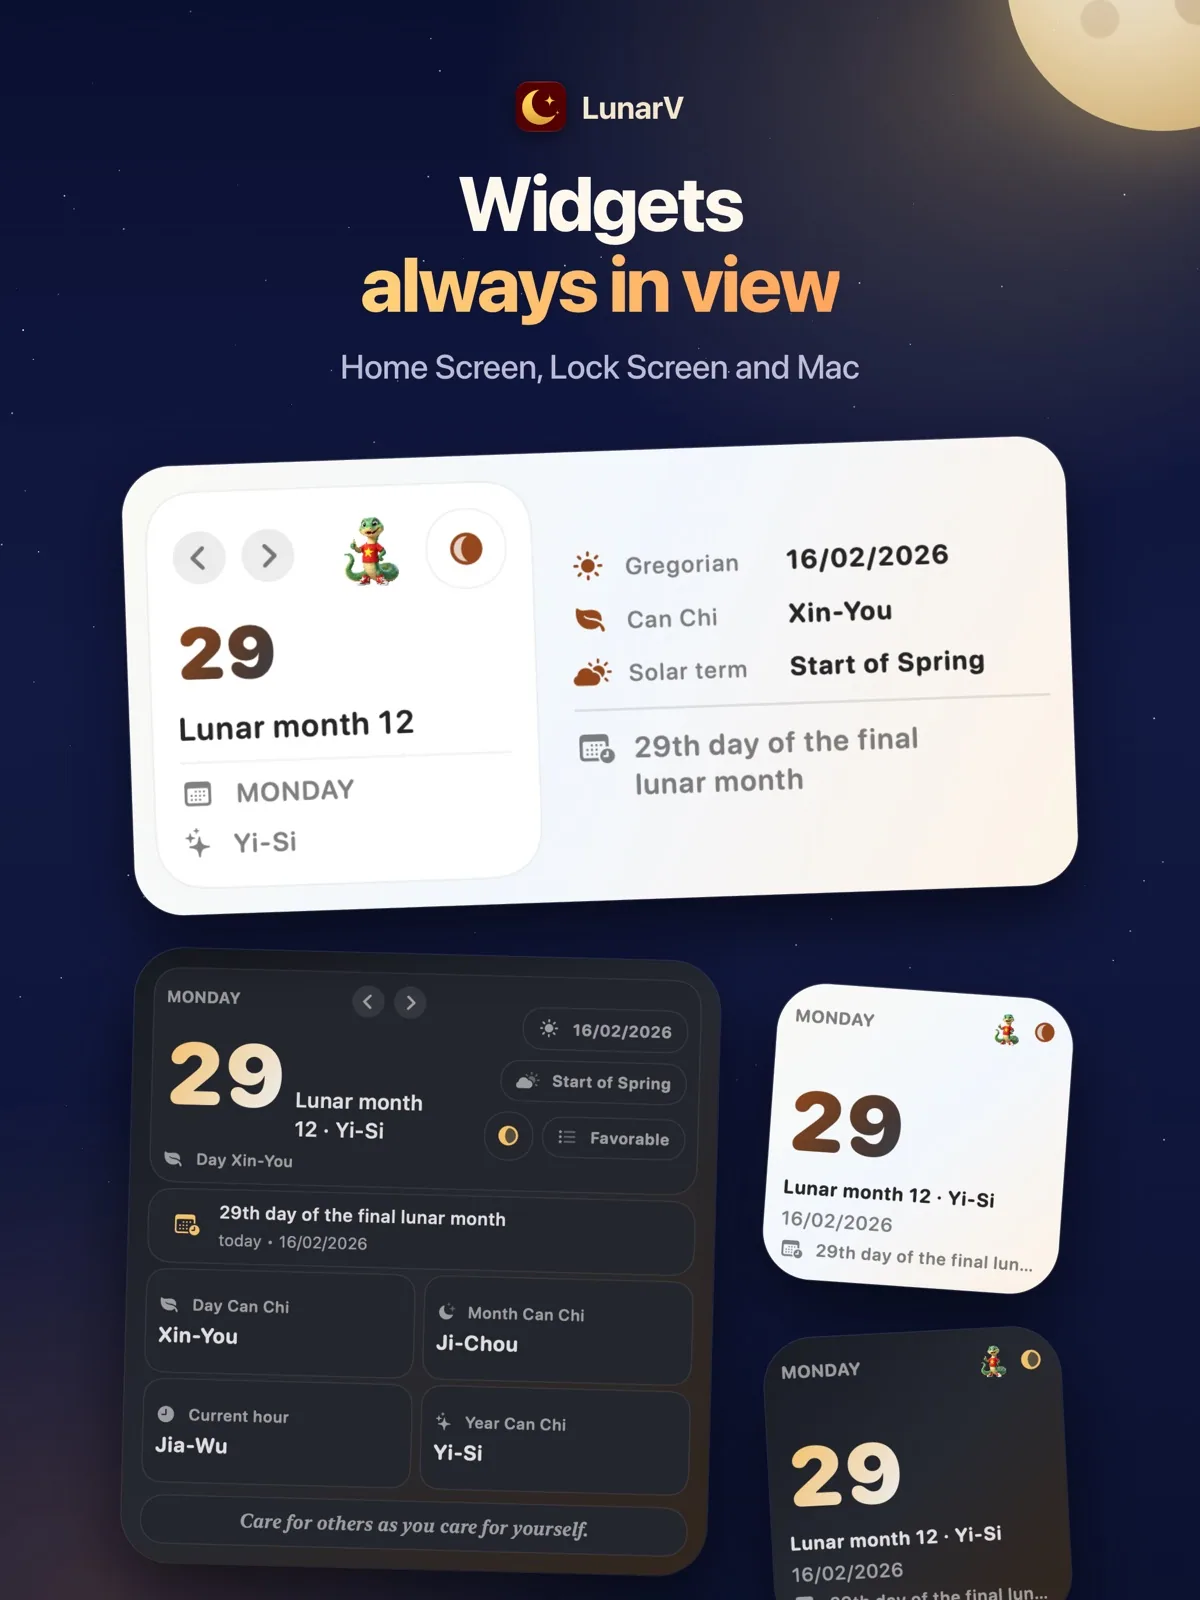 LunarV
Widgets
always in view
Home Screen, Lock Screen and Mac
29
Lunar month 12
MONDAY
Yi-Si
Gregorian 16/02/2026
Can Chi Xin-You
Solar term Start of Spring
29th day of the final
lunar month
MONDAY
29
Lunar month
12 · Yi-Si
Day Xin-You
16/02/2026
Start of Spring
Favorable
29th day of the final lunar month
today • 16/02/2026
Day Can Chi
Xin-You
Month Can Chi
Ji-Chou
Current hour
Jia-Wu
Year Can Chi
Yi-Si
Care for others as you care for yourself.
MONDAY
29
Lunar month 12 · Yi-Si
16/02/2026
29th day of the final lun...
MONDAY
29
Lunar month 12 · Yi-Si
16/02/2026
29th day of the final lun...